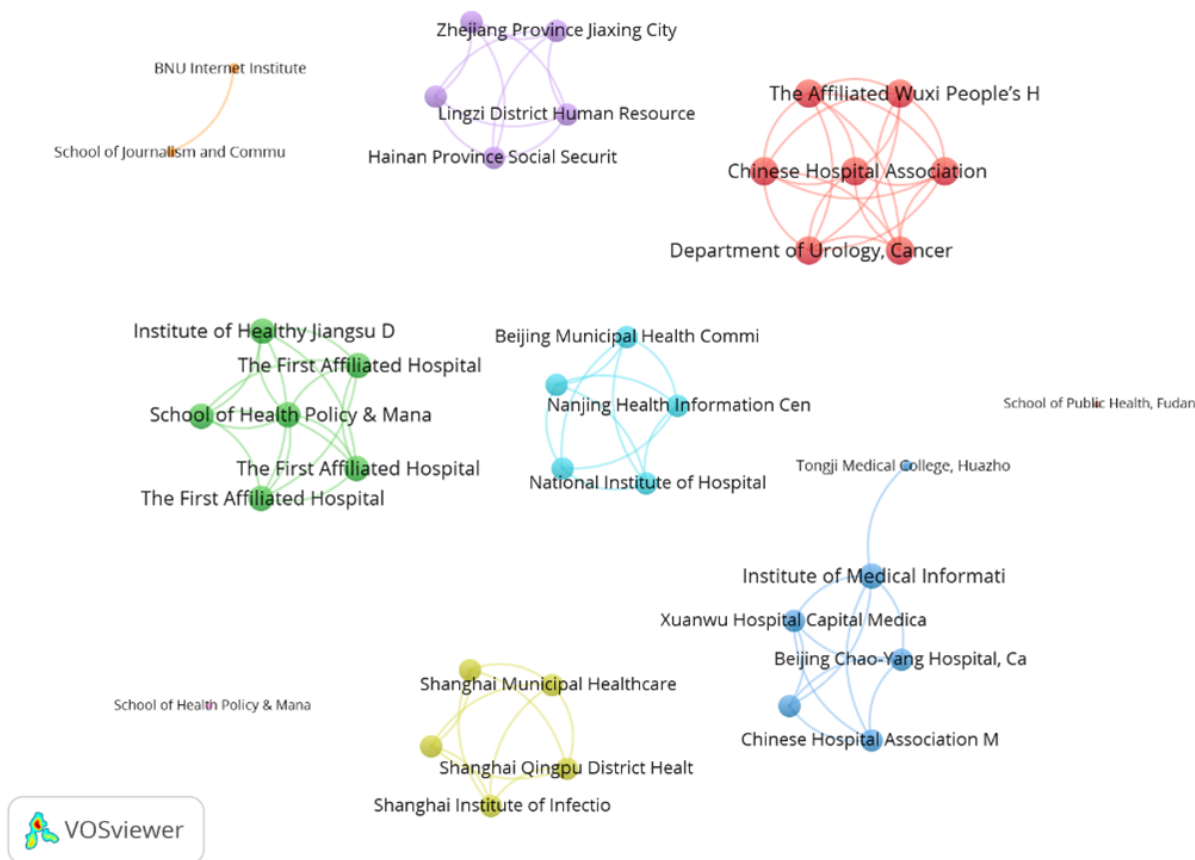 Zhejiang Province Jiaxing City
BNU Internet Institute
The Affiliated Wuxi People’s H
Lingzi District Human Resource
School of Journalism and Commu
Hainan Province Social Securit
Chinese Hospital Association
Department of Urology, Cancer
Institute of Healthy Jiangsu D
Beijing Municipal Health Commi
The First Affiliated Hospital
School of Public Health, Fudan
Nanjing Health Information Cen
School of Health Policy & Mana
Tongji Medical College, Huazho
The First Affiliated Hospital
National Institute of Hospital
The First Affiliated Hospital
Institute of Medical Informati
Xuanwu Hospital Capital Medica
Beijing Chao-Yang Hospital, Ca
Shanghai Municipal Healthcare
School of Health Policy & Mana
Chinese Hospital Association M
Shanghai Qingpu District Healt
Shanghai Institute of Infectio
VOSviewer